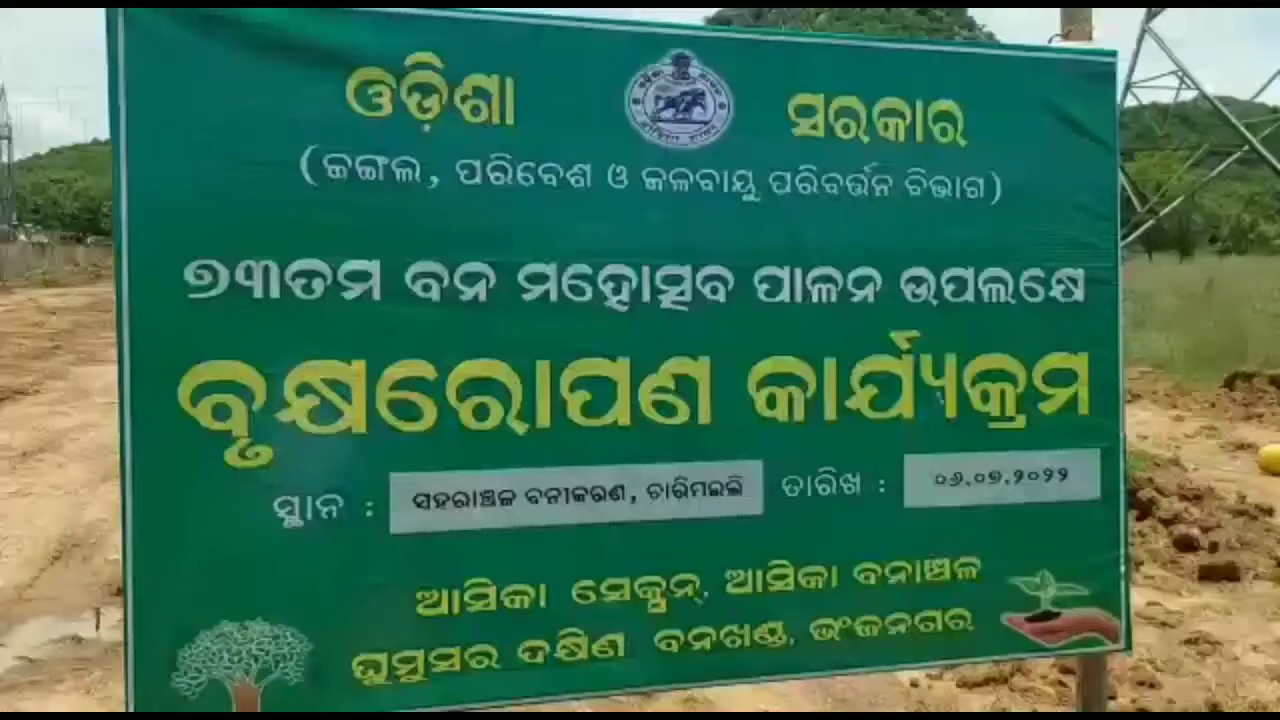 ଓଡ଼ିଶା ସରକାର
(ଜଙ୍ଗଲ, ପରିବେଶ ଓ ଜଳବାୟୁ ପରିବର୍ତ୍ତନ ବିଭାଗ)
୭୩ତମ ବନ ମହୋତ୍ସବ ପାଳନ ଉପଲକ୍ଷେ
ବୃକ୍ଷରୋପଣ କାର୍ଯ୍ୟକ୍ରମ
ସ୍ଥାନ : ସହରାଞ୍ଚଳ ବନୀକରଣ, ଚାରିମଇଲି ତାରିଖ : ୦୬.୦୭.୨୦୨୨
ଆସିକା ସେକ୍ସନ୍, ଆସିକା ବନାଞ୍ଚଳ
ଘୁମୁସର ଦକ୍ଷିଣ ବନଖଣ୍ଡ, ଭଂଜନଗର